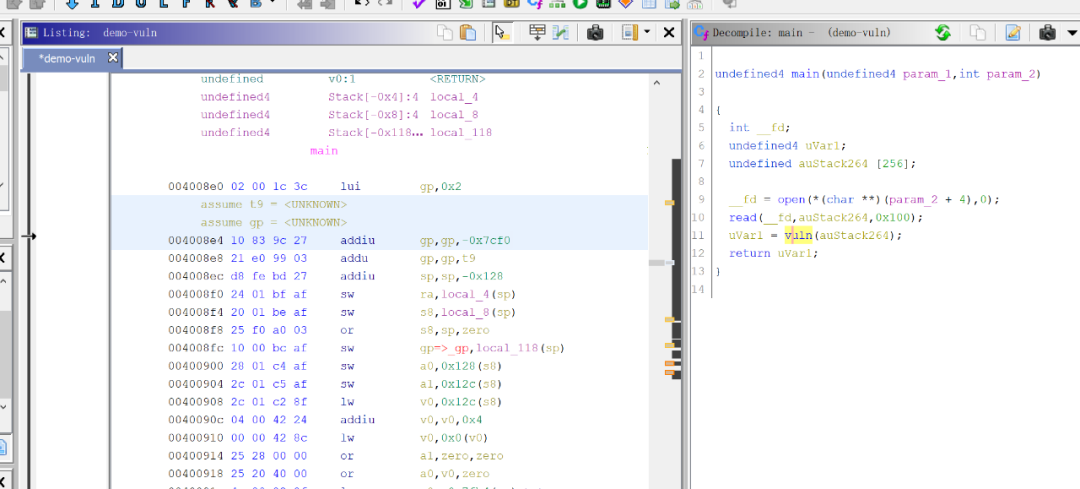 I D U L F
Listing: demo-vuln
*demo-vuln
undefined v0:1 <RETURN>
undefined4 Stack[-0x4]:4 local_4
undefined4 Stack[-0x8]:4 local_8
undefined4 Stack[-0x118... local_118
main
004008e0 02 00 1c 3c lui gp,0x2
assume t9 = <UNKNOWN>
assume gp = <UNKNOWN>
004008e4 10 83 9c 27 addiu gp,gp,-0x7cf0
004008e8 21 e0 99 03 addu gp,gp,t9
004008ec d8 fe bd 27 addiu sp,sp,-0x128
004008f0 24 01 bf af sw ra,local_4(sp)
004008f4 20 01 be af sw s8,local_8(sp)
004008f8 25 f0 a0 03 or s8,sp,zero
004008fc 10 00 bc af sw gp=>_gp,local_118(sp)
00400900 28 01 c4 af sw a0,0x128(s8)
00400904 2c 01 c5 af sw a1,0x12c(s8)
00400908 2c 01 c2 8f lw v0,0x12c(s8)
0040090c 04 00 42 24 addiu v0,v0,0x4
00400910 00 00 42 8c lw v0,0x0(v0)
00400914 25 28 00 00 or a1,zero,zero
00400918 25 20 40 00 or a0,v0,zero
Decompile: main - (demo-vuln)
1
2 undefined4 main(undefined4 param_1,int param_2)
3
4 {
5 int __fd;
6 undefined4 uVar1;
7 undefined auStack264 [256];
8
9 __fd = open(*(char **)(param_2 + 4),0);
10 read(__fd,auStack264,0x100);
11 uVar1 = vuln(auStack264);
12 return uVar1;
13 }
14